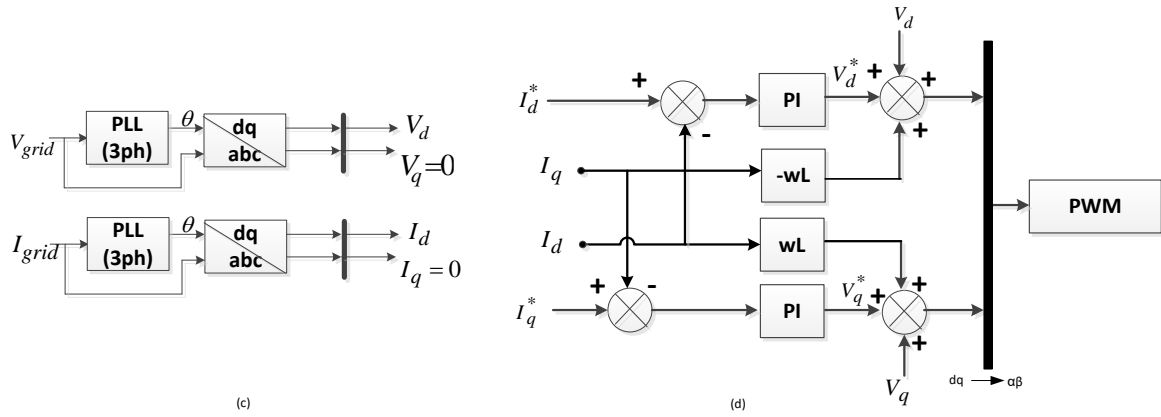 V_grid
PLL
(3ph)
θ
dq
abc
V_d
V_q=0
I_grid
PLL
(3ph)
θ
dq
abc
I_d
I_q = 0
(c)
V_d
I_d^*
+
-
PI
V_d^*
+
+
+
I_q
-wL
I_d
wL
I_q^*
+
-
PI
V_q^*
+
+
+
V_q
PWM
dq → αβ
(d)